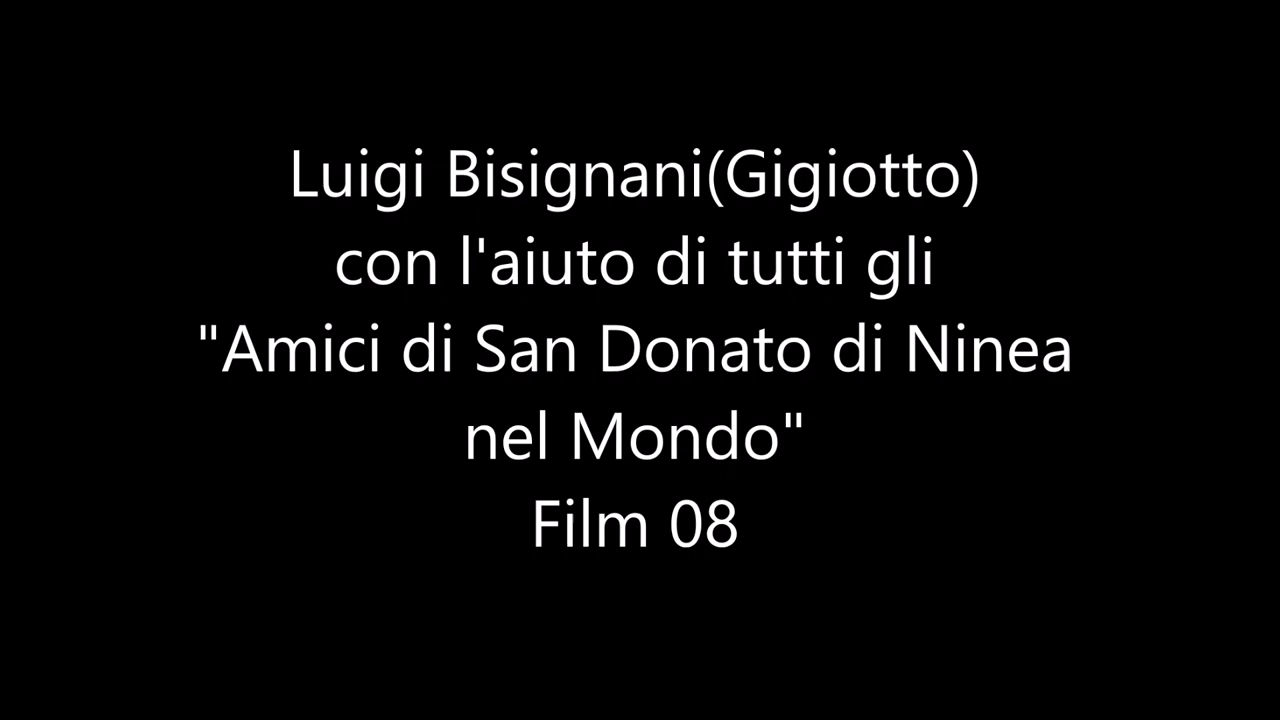 Luigi Bisignani(Gigiotto)
con l'aiuto di tutti gli
"Amici di San Donato di Ninea
nel Mondo"
Film 08